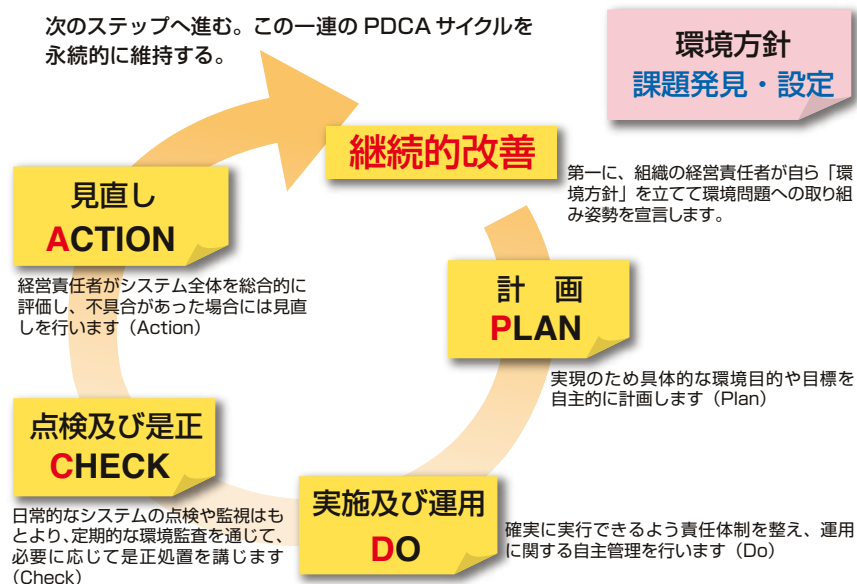 次のステップへ進む。この一連の PDCA サイクルを
永続的に維持する。
環境方針
課題発見・設定
継続的改善
第一に、組織の経営責任者が自ら「環
境方針」を立てて環境問題への取り組
み姿勢を宣言します。
計　画
PLAN
実現のため具体的な環境目的や目標を
自主的に計画します（Plan）
実施及び運用
DO
確実に実行できるよう責任体制を整え、運用
に関する自主管理を行います（Do）
点検及び是正
CHECK
日常的なシステムの点検や監視はも
とより、定期的な環境監査を通じて、
必要に応じて是正処置を講じます
（Check）
見直し
ACTION
経営責任者がシステム全体を総合的に
評価し、不具合があった場合には見直
しを行います（Action）